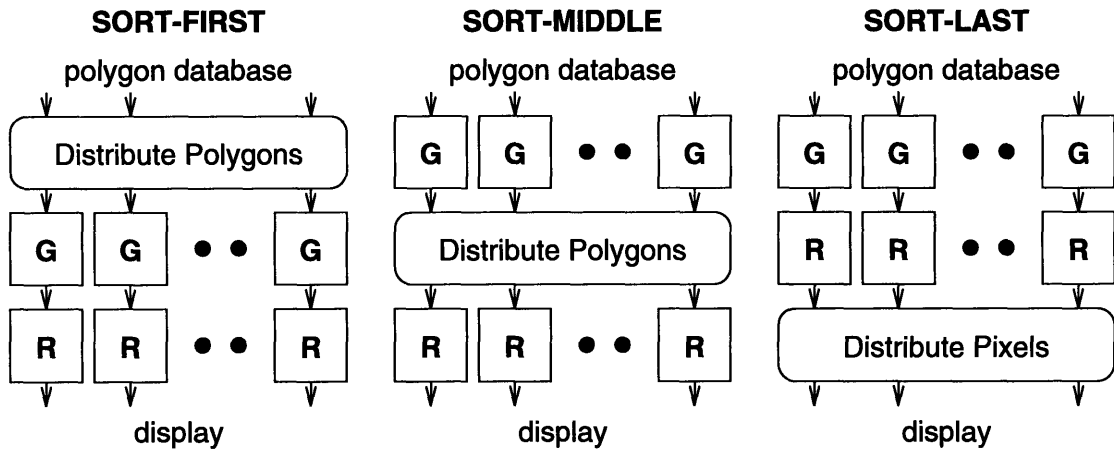 SORT-FIRST
polygon database
Distribute Polygons
G G G
R R R
display
SORT-MIDDLE
polygon database
G G G
Distribute Polygons
R R R
display
SORT-LAST
polygon database
G G G
R R R
Distribute Pixels
display